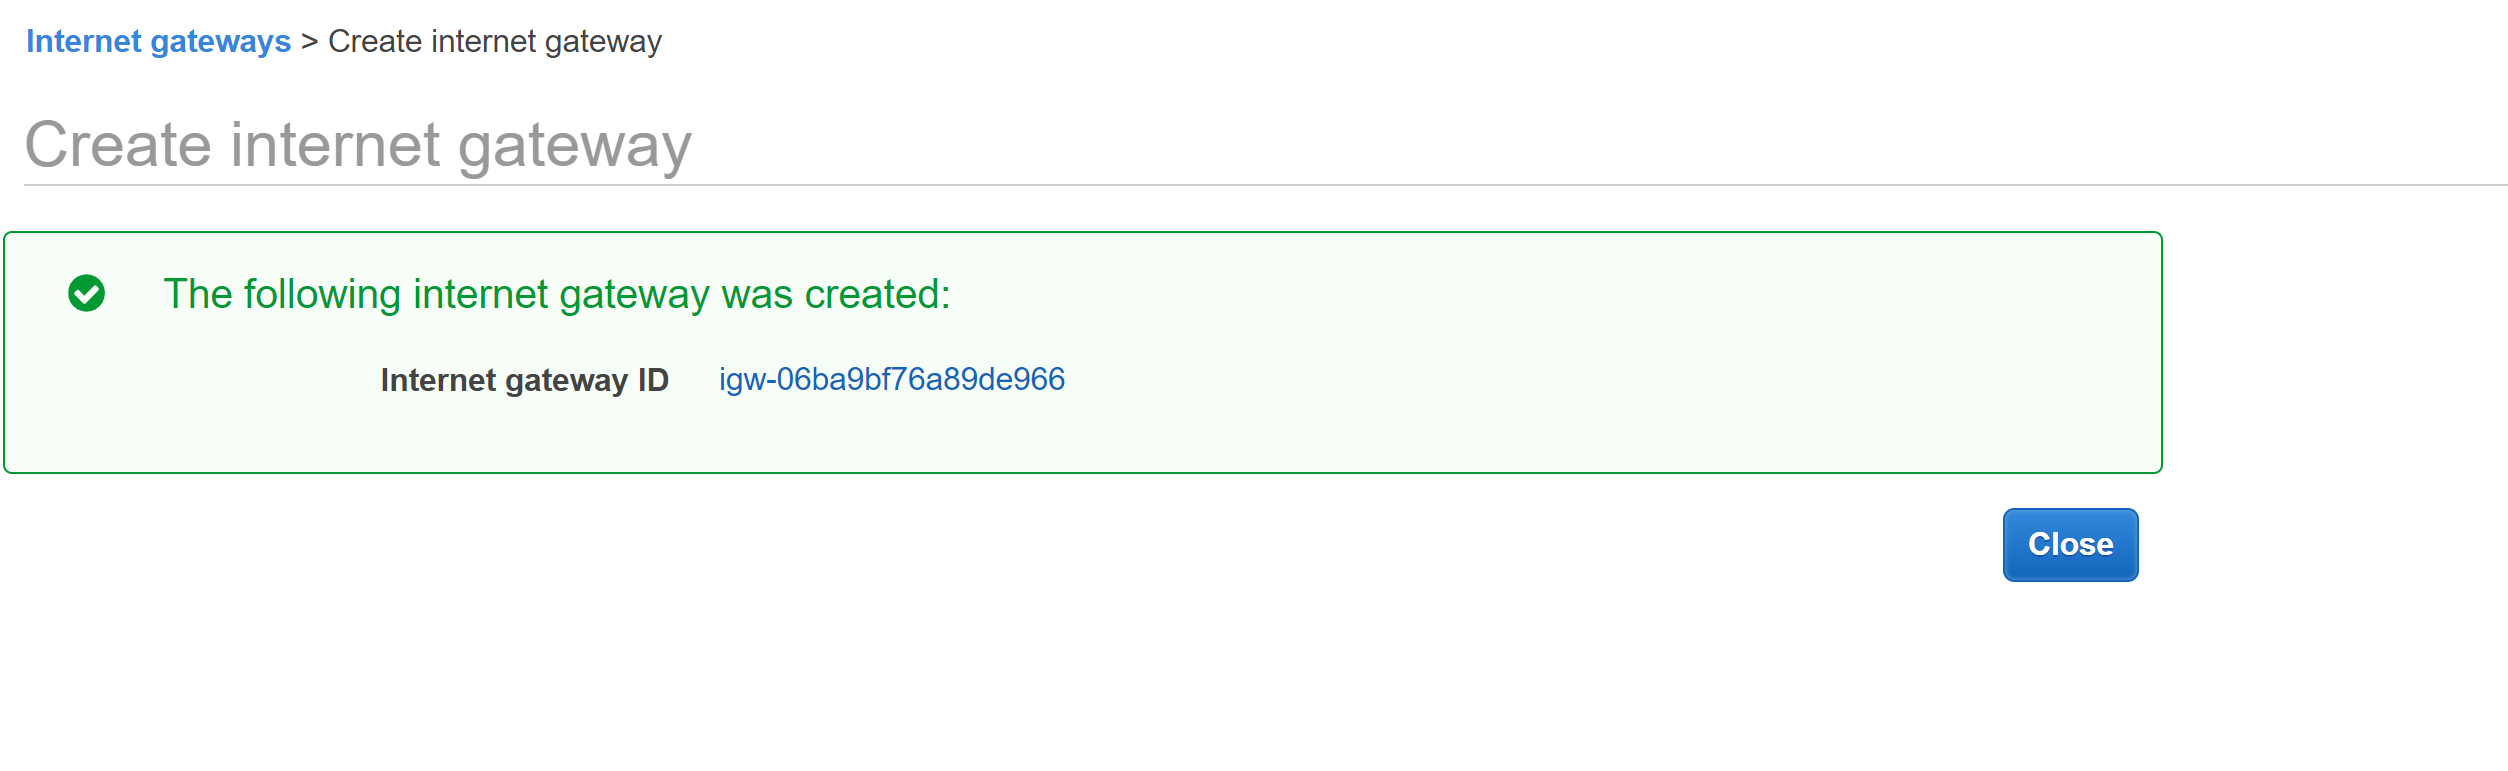 Internet gateways > Create internet gateway
Create internet gateway
The following internet gateway was created:
Internet gateway ID igw-06ba9bf76a89de966
Close